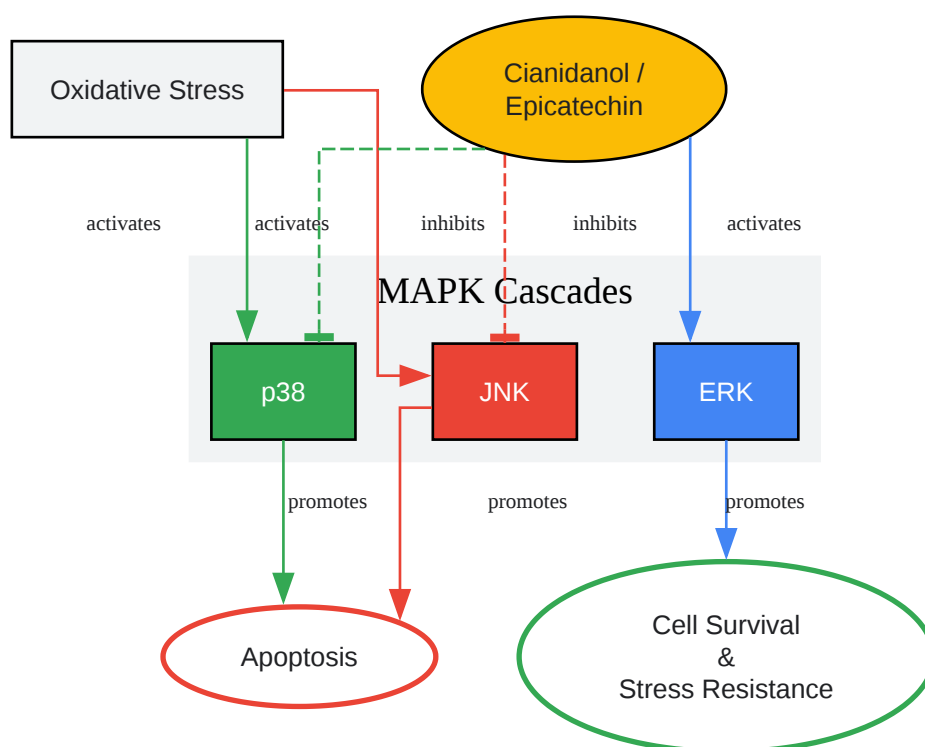 Oxidative Stress
Cianidanol /
Epicatechin
activates
activates
inhibits
inhibits
activates
MAPK Cascades
p38
JNK
ERK
promotes
promotes
promotes
Apoptosis
Cell Survival
&
Stress Resistance